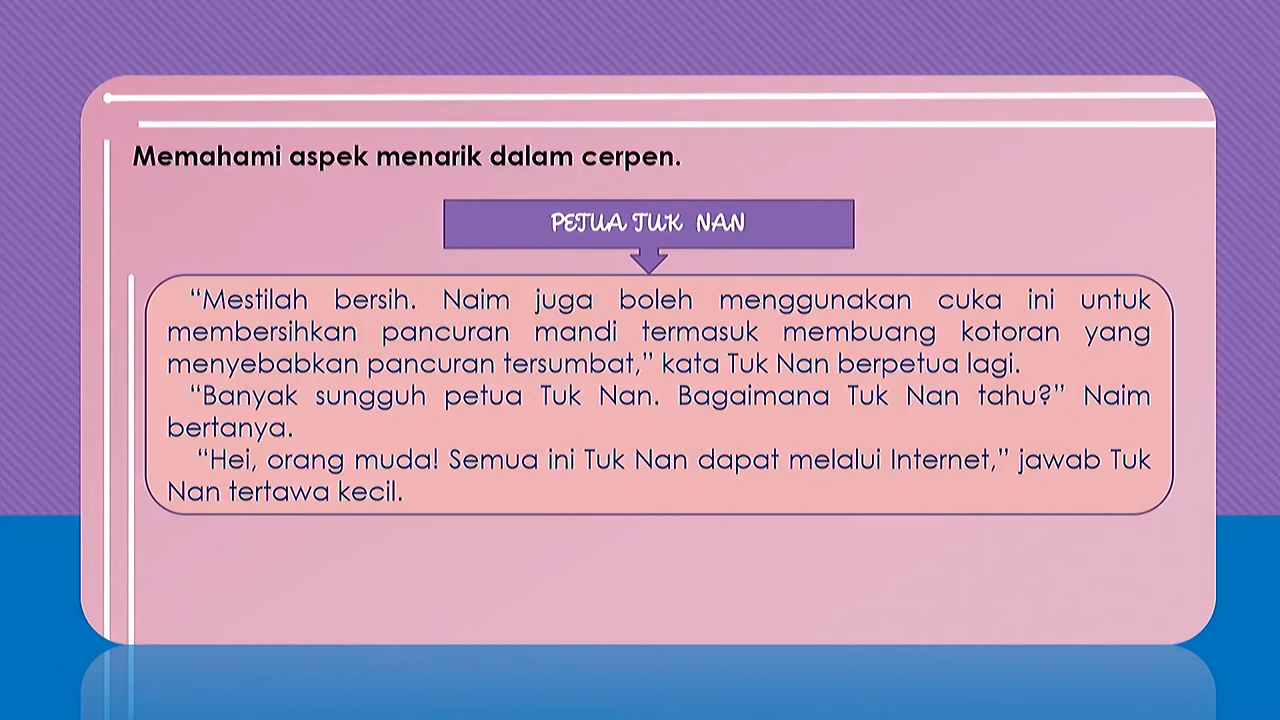 Memahami aspek menarik dalam cerpen.
PETUA TUK NAN
“Mestilah bersih. Naim juga boleh menggunakan cuka ini untuk
membersihkan pancuran mandi termasuk membuang kotoran yang
menyebabkan pancuran tersumbat,” kata Tuk Nan berpetua lagi.
“Banyak sungguh petua Tuk Nan. Bagaimana Tuk Nan tahu?” Naim
bertanya.
“Hei, orang muda! Semua ini Tuk Nan dapat melalui Internet,” jawab Tuk
Nan tertawa kecil.